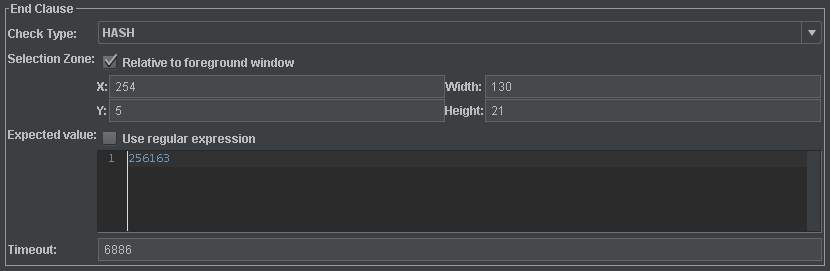 End Clause
Check Type: HASH
Selection Zone: Relative to foreground window
X: 254 Width: 130
Y: 5 Height: 21
Expected value: Use regular expression
1 256163
Timeout: 6886